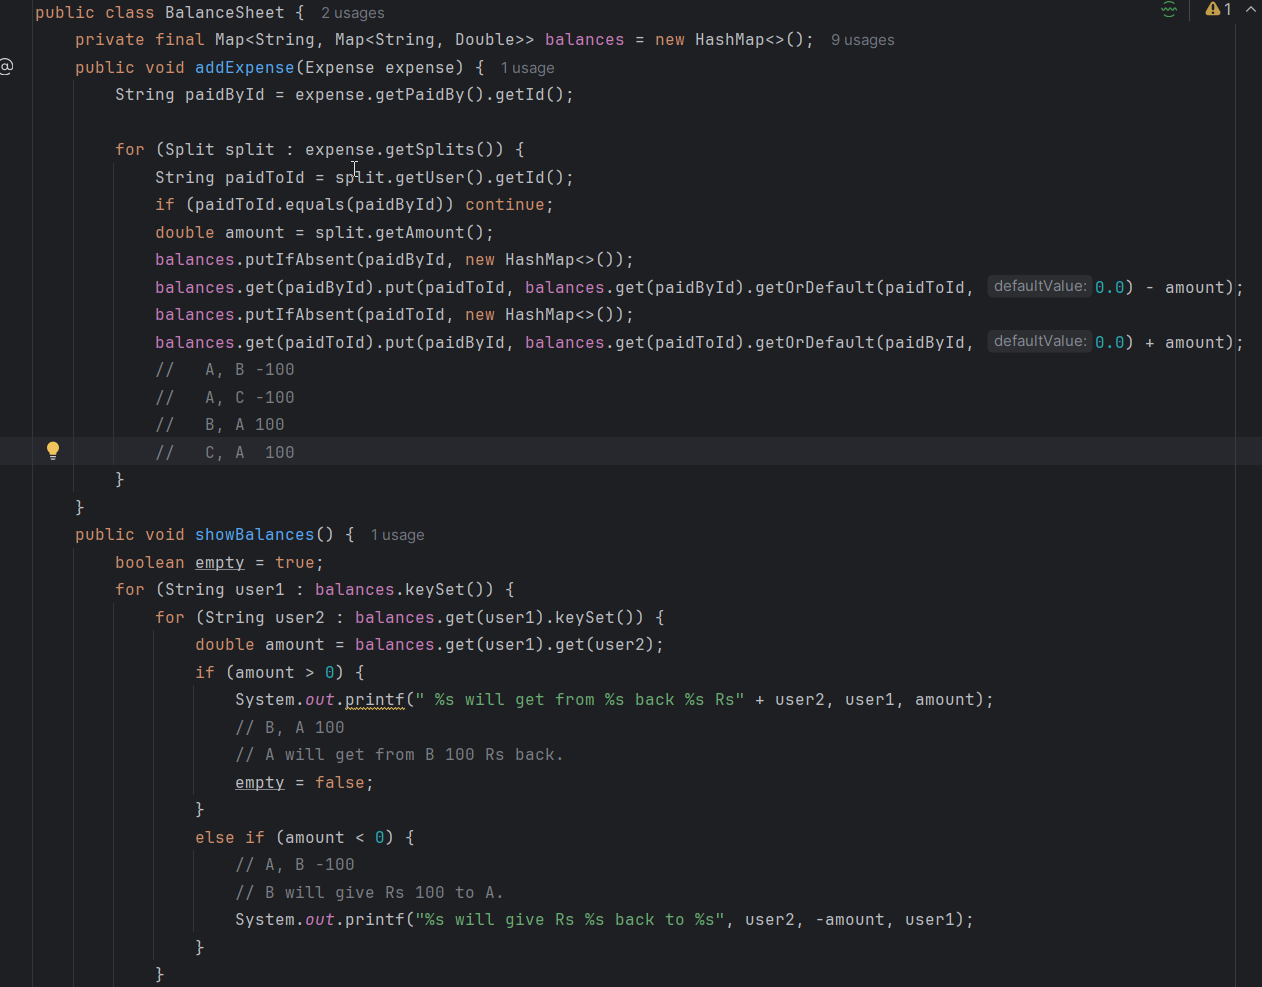 public class BalanceSheet { 2 usages 1
private final Map<String, Map<String, Double>> balances = new HashMap<>(); 9 usages
@ public void addExpense(Expense expense) { 1 usage
String paidById = expense.getPaidBy().getId();
for (Split split : expense.getSplits()) {
String paidToId = split.getUser().getId();
if (paidToId.equals(paidById)) continue;
double amount = split.getAmount();
balances.putIfAbsent(paidById, new HashMap<>());
balances.get(paidById).put(paidToId, balances.get(paidById).getOrDefault(paidToId, defaultValue: 0.0) - amount);
balances.putIfAbsent(paidToId, new HashMap<>());
balances.get(paidToId).put(paidById, balances.get(paidToId).getOrDefault(paidById, defaultValue: 0.0) + amount);
// A, B -100
// A, C -100
// B, A 100
// C, A 100
}
}
public void showBalances() { 1 usage
boolean empty = true;
for (String user1 : balances.keySet()) {
for (String user2 : balances.get(user1).keySet()) {
double amount = balances.get(user1).get(user2);
if (amount > 0) {
System.out.printf(" %s will get from %s back %s Rs" + user2, user1, amount);
// B, A 100
// A will get from B 100 Rs back.
empty = false;
}
else if (amount < 0) {
// A, B -100
// B will give Rs 100 to A.
System.out.printf("%s will give Rs %s back to %s", user2, -amount, user1);
}
}